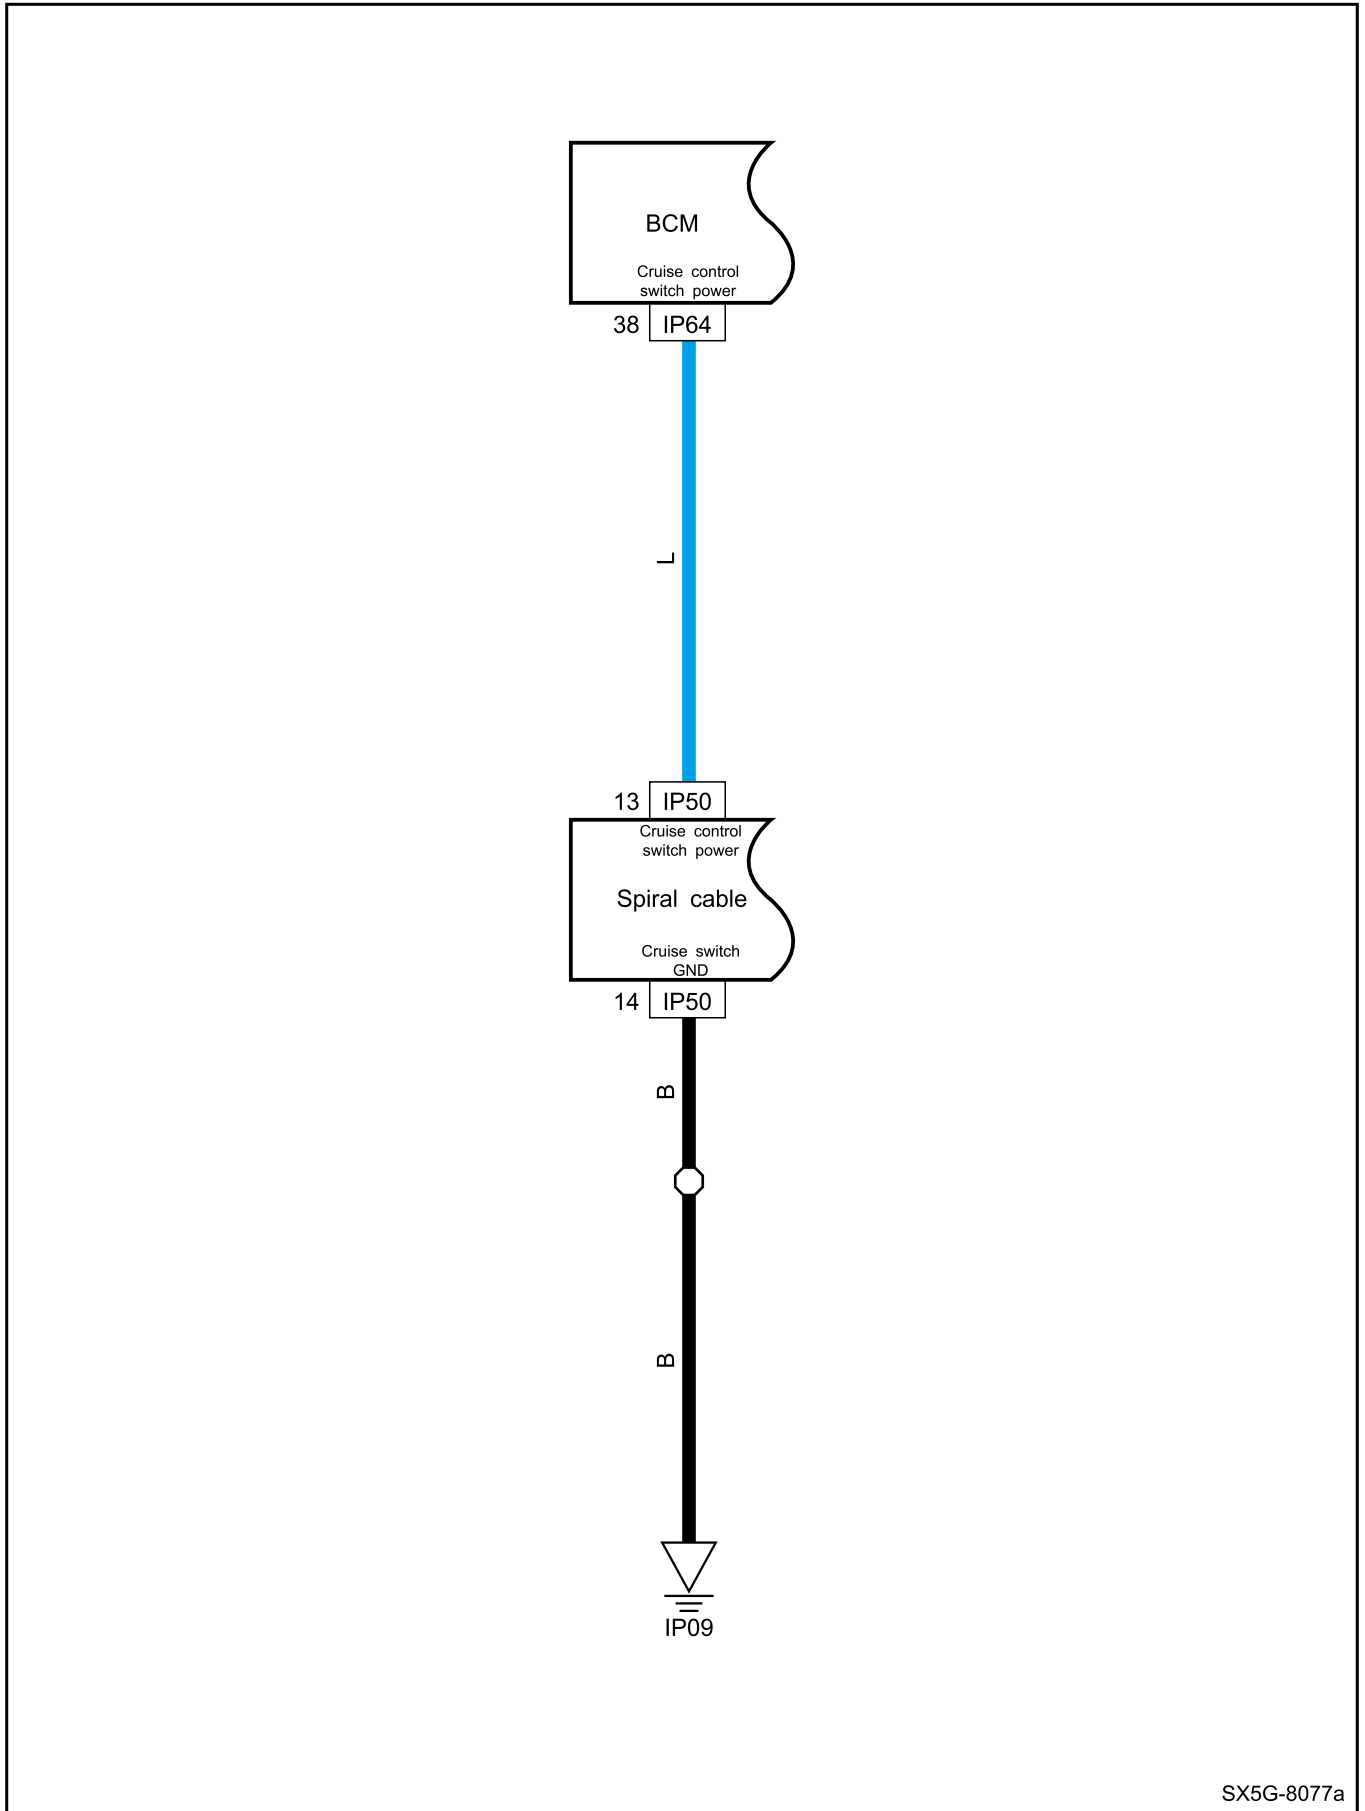 BCM
Cruise control
switch power
38 IP64
L
13 IP50
Cruise control
switch power
Spiral cable
Cruise switch
GND
14 IP50
B
B
IP09
SX5G-8077a